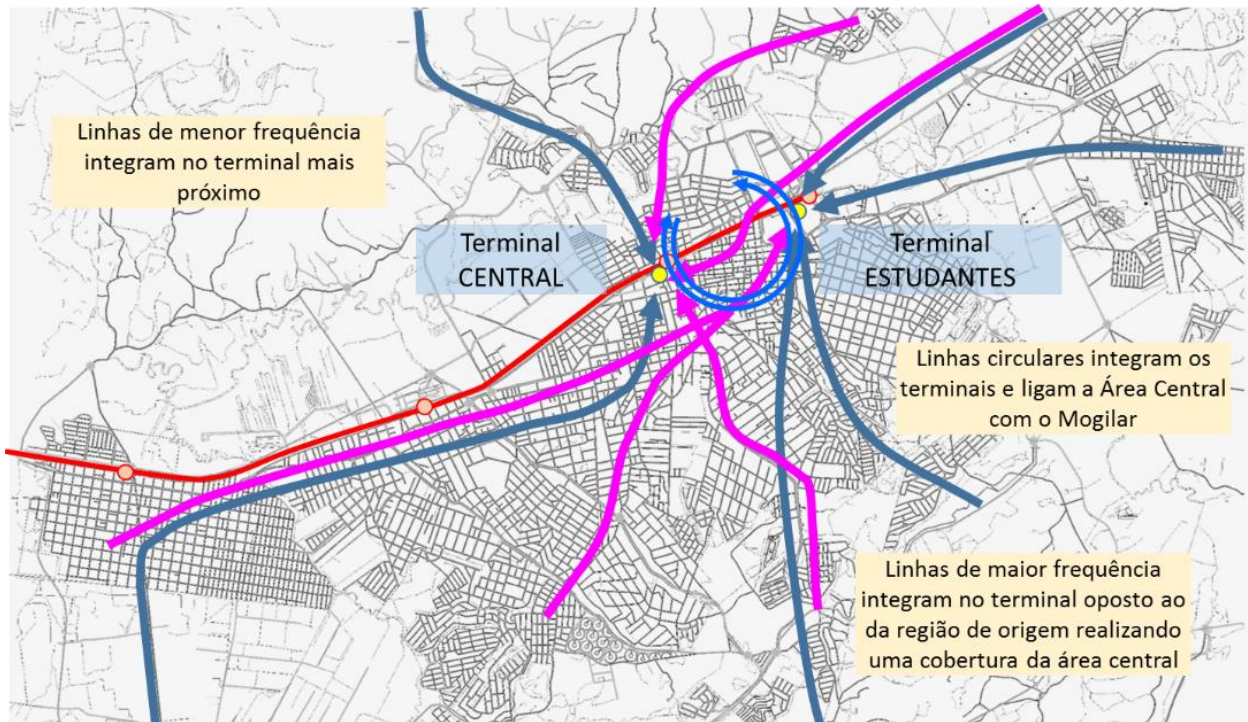 Linhas de menor frequência
integram no terminal mais
próximo
Terminal
CENTRAL
Terminal
ESTUDANTES
Linhas circulares integram os
terminais e ligam a Área Central
com o Mogilar
Linhas de maior frequência
integram no terminal oposto ao
da região de origem realizando
uma cobertura da área central